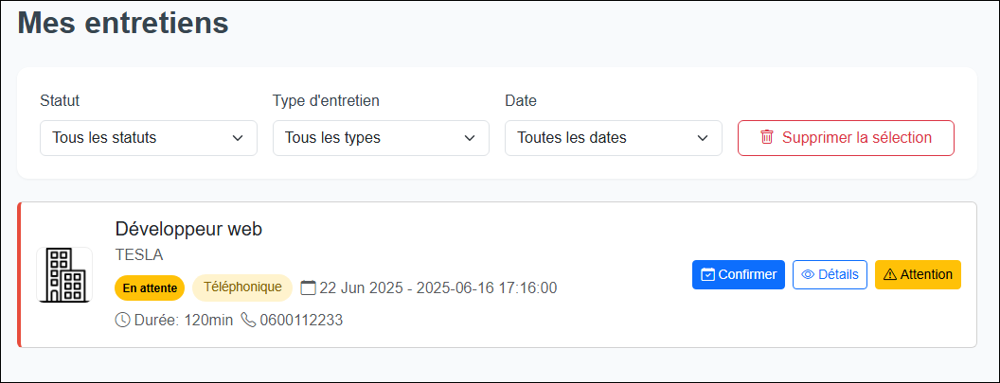 Mes entretiens
Statut Type d'entretien Date
Tous les statuts Tous les types Toutes les dates Supprimer la sélection
Développeur web
TESLA
En attente Téléphonique 22 Jun 2025 - 2025-06-16 17:16:00
Confirmer Détails Attention
Durée: 120min 0600112233